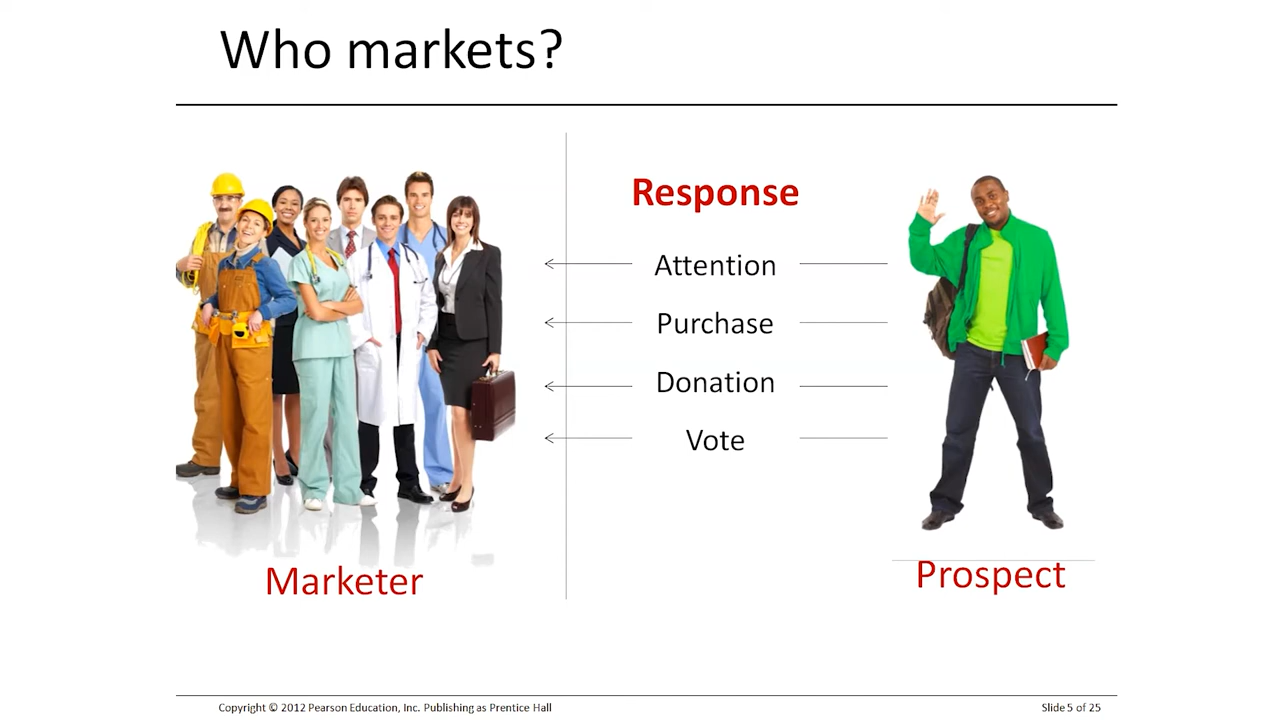 Who markets?
Response
Attention
Purchase
Donation
Vote
Marketer
Prospect
Copyright © 2012 Pearson Education, Inc. Publishing as Prentice Hall
Slide 5 of 25